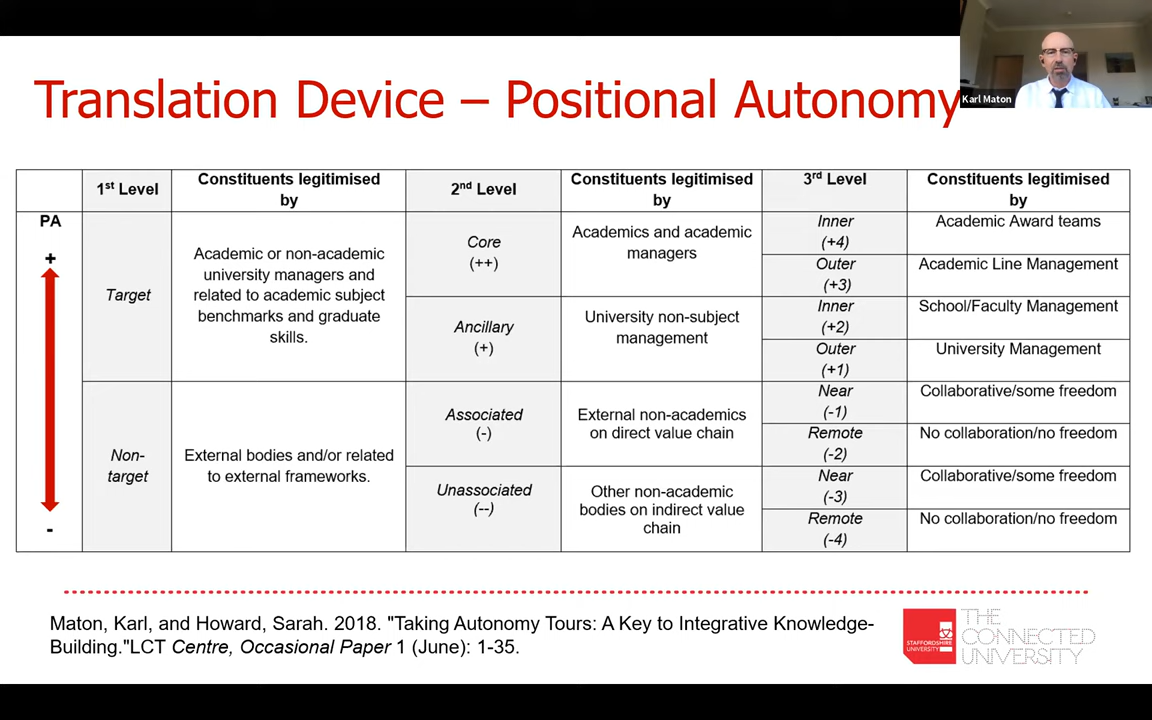 Karl Maton
Translation Device – Positional Autonomy
1st Level
Constituents legitimised
by
2nd Level
Constituents legitimised
by
3rd Level
Constituents legitimised
by
PA
+
-
Target
Academic or non-academic
university managers and
related to academic subject
benchmarks and graduate
skills.
Core
(++)
Academics and academic
managers
Inner
(+4)
Academic Award teams
Outer
(+3)
Academic Line Management
Ancillary
(+)
University non-subject
management
Inner
(+2)
School/Faculty Management
Outer
(+1)
University Management
Non-
target
External bodies and/or related
to external frameworks.
Associated
(-)
External non-academics
on direct value chain
Near
(-1)
Collaborative/some freedom
Remote
(-2)
No collaboration/no freedom
Unassociated
(--)
Other non-academic
bodies on indirect value
chain
Near
(-3)
Collaborative/some freedom
Remote
(-4)
No collaboration/no freedom
Maton, Karl, and Howard, Sarah. 2018. "Taking Autonomy Tours: A Key to Integrative Knowledge-
Building."LCT Centre, Occasional Paper 1 (June): 1-35.
STAFFORDSHIRE
UNIVERSITY
THE
CONNECTED
UNIVERSITY